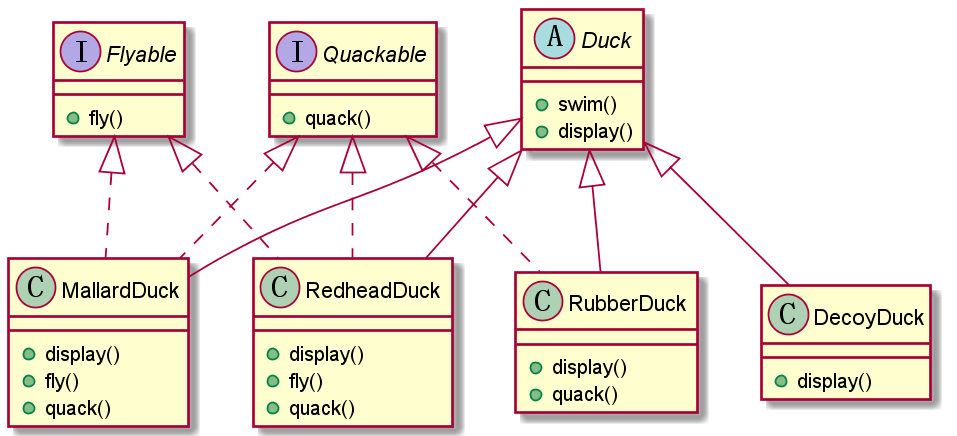 I Flyable
fly()
I Quackable
quack()
A Duck
swim()
display()
C MallardDuck
display()
fly()
quack()
C RedheadDuck
display()
fly()
quack()
C RubberDuck
display()
quack()
C DecoyDuck
display()